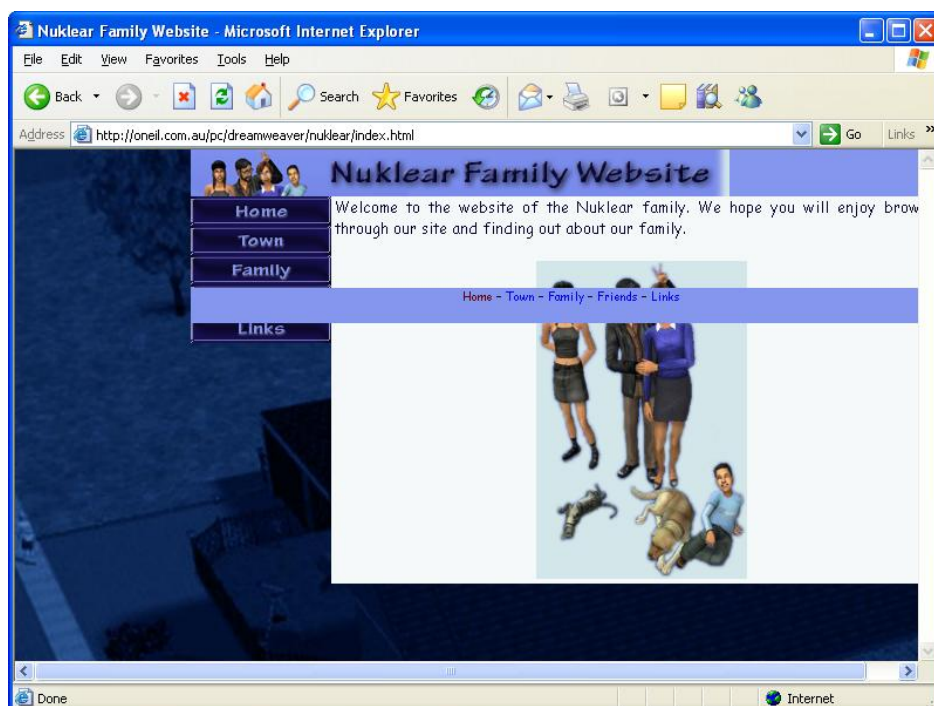 Nuklear Family Website - Microsoft Internet Explorer
File Edit View Favorites Tools Help
Back Search Favorites
Address http://oneil.com.au/pc/dreamweaver/nuklear/index.html Go Links »
Nuklear Family Website
Home
Town
Family
Links
Welcome to the website of the Nuklear family. We hope you will enjoy brow
through our site and finding out about our family.
Home - Town - Family - Friends - Links
Done Internet